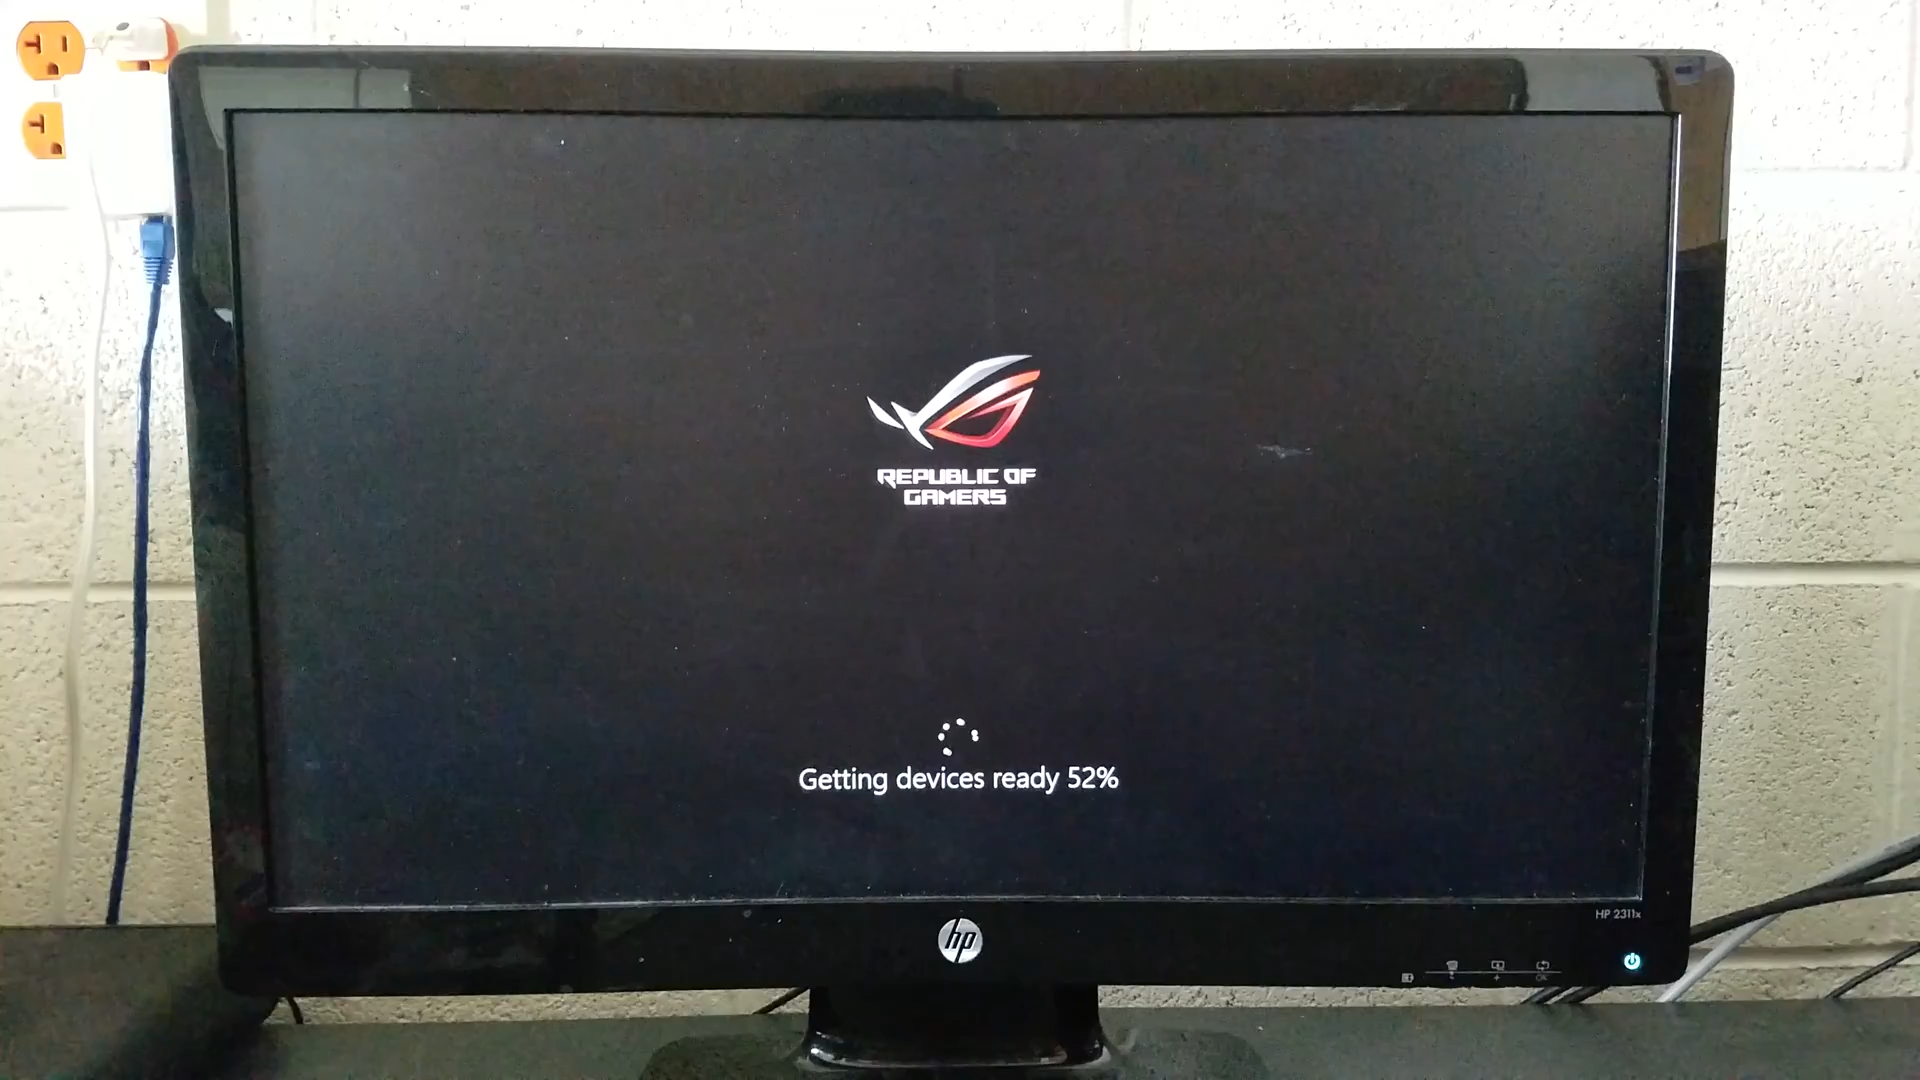 REPUBLIC OF
GAMERS
Getting devices ready 52%
HP 2311x
hp